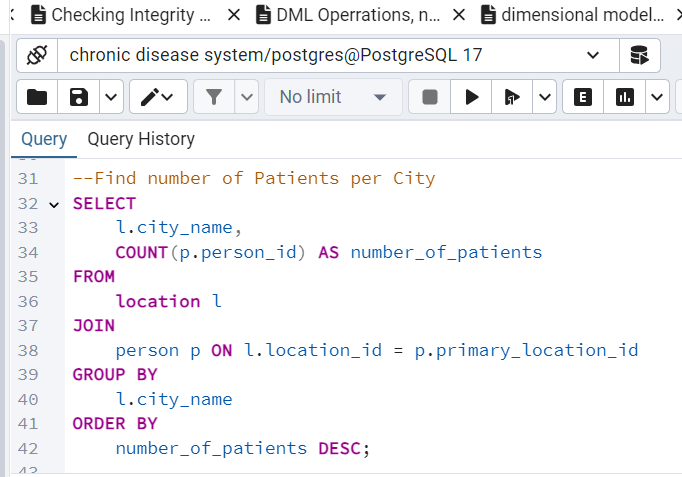 Checking Integrity ... DML Operrations, n... dimensional model...
chronic disease system/postgres@PostgreSQL 17
No limit E
Query Query History
31 --Find number of Patients per City
32 SELECT
33 l.city_name,
34 COUNT(p.person_id) AS number_of_patients
35 FROM
36 location l
37 JOIN
38 person p ON l.location_id = p.primary_location_id
39 GROUP BY
40 l.city_name
41 ORDER BY
42 number_of_patients DESC;